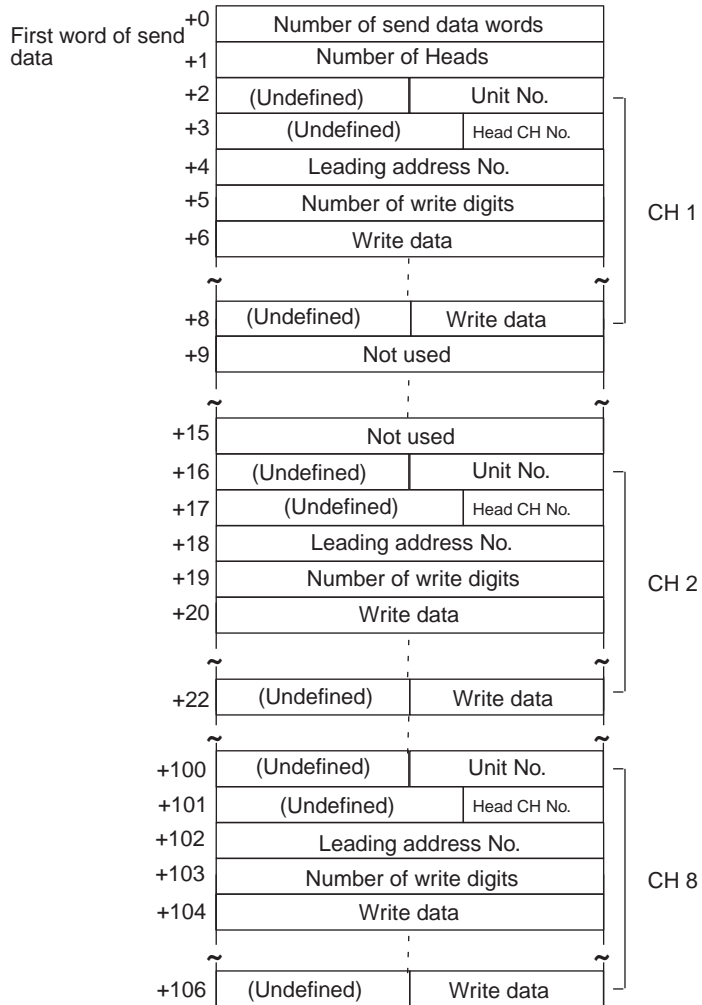 First word of send
data
+0 Number of send data words
+1 Number of Heads
+2 (Undefined) Unit No.
+3 (Undefined) Head CH No.
+4 Leading address No.
+5 Number of write digits
+6 Write data
CH 1
~ ~
+8 (Undefined) Write data
+9 Not used
~ ~
+15 Not used
+16 (Undefined) Unit No.
+17 (Undefined) Head CH No.
+18 Leading address No.
+19 Number of write digits
+20 Write data
CH 2
~ ~
+22 (Undefined) Write data
~ ~
+100 (Undefined) Unit No.
+101 (Undefined) Head CH No.
+102 Leading address No.
+103 Number of write digits
+104 Write data
CH 8
~ ~
+106 (Undefined) Write data